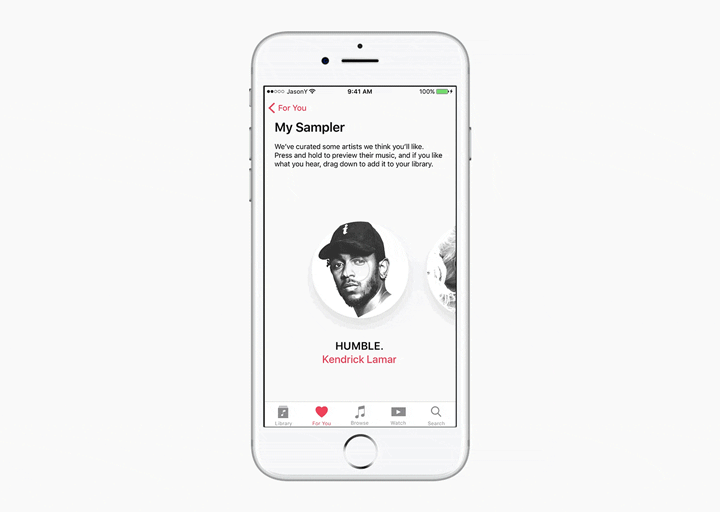 JasonY 9:41 AM 100%
For You
My Sampler
We've curated some artists we think you'll like.
Press and hold to preview their music, and if you like
what you hear, drag down to add it to your library.
HUMBLE.
Kendrick Lamar
Library For You Browse Watch Search